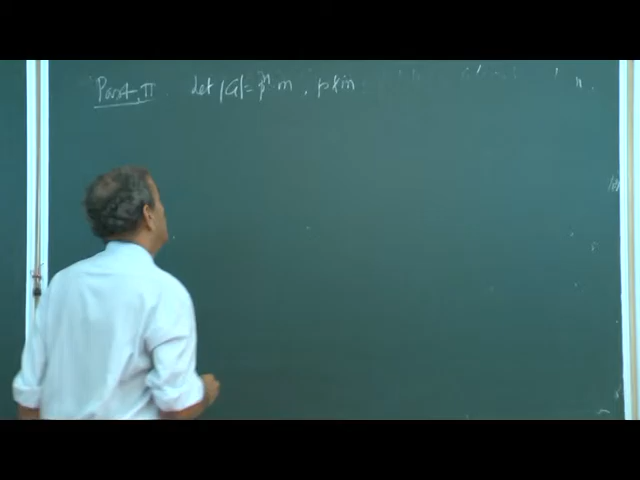 Part-II let |G| = pⁿ m, p∤m